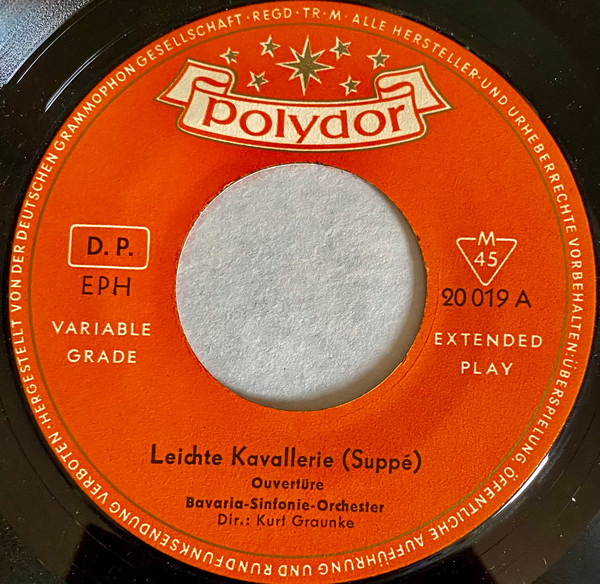 HERGESTELLT VON DER DEUTSCHEN GRAMMOPHON GESELLSCHAFT · REGD · TR · M · ALLE HERSTELLER- UND URHEBERRECHTE VORBEHALTEN: ÜBERSPIELUNG, ÖFFENTLICHE AUFFÜHRUNG UND RUNDFUNKSENDUNG VERBOTEN ·
polydor
D. P.
EPH
VARIABLE
GRADE
M
45
20 019 A
EXTENDED
PLAY
Leichte Kavallerie (Suppé)
Ouvertüre
Bavaria-Sinfonie-Orchester
Dir.: Kurt Graunke